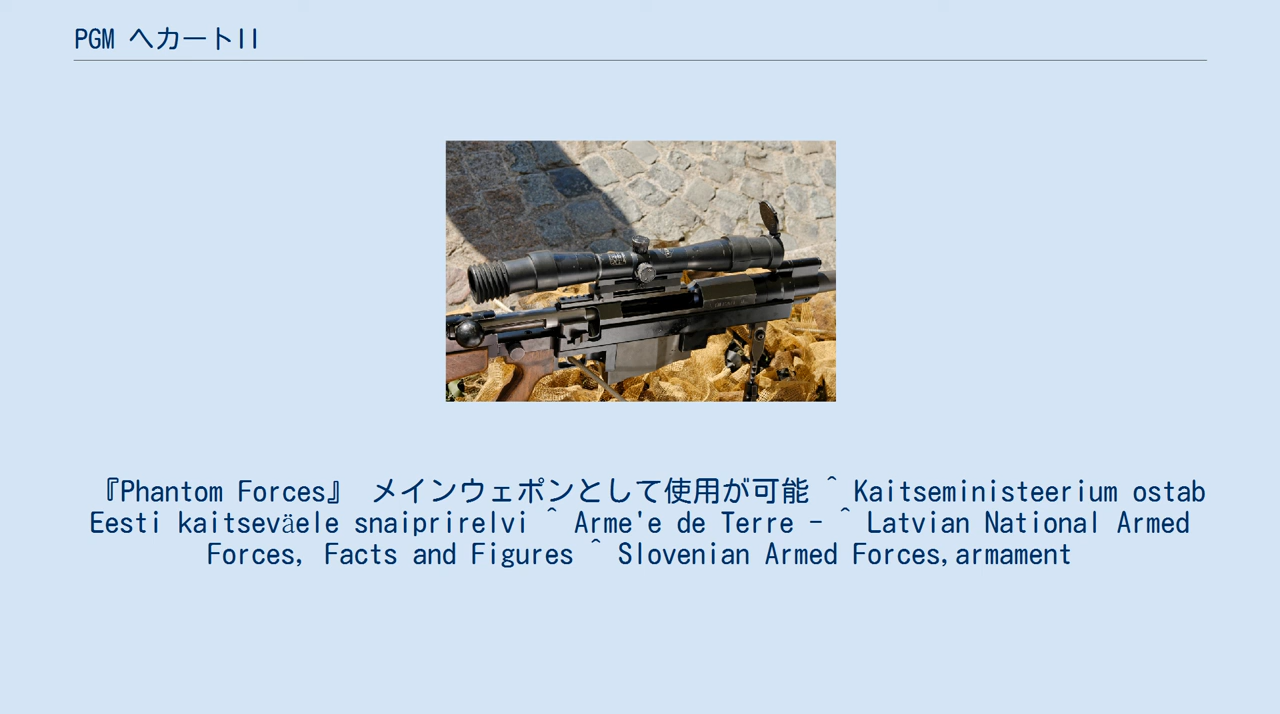 PGM ヘカートII
『Phantom Forces』 メインウェポンとして使用が可能 ^ Kaitseministeerium ostab
Eesti kaitseväele snaiprirelvi ^ Arme'e de Terre - ^ Latvian National Armed
Forces, Facts and Figures ^ Slovenian Armed Forces,armament